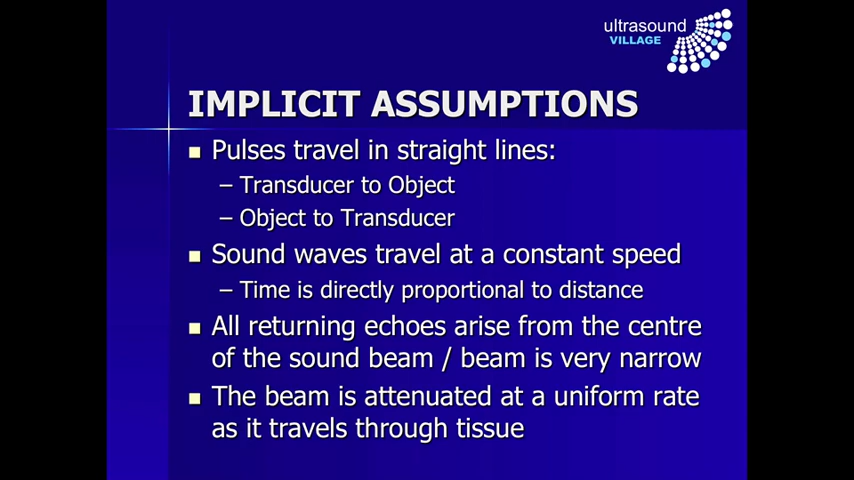 ultrasound
VILLAGE
IMPLICIT ASSUMPTIONS
Pulses travel in straight lines:
– Transducer to Object
– Object to Transducer
Sound waves travel at a constant speed
– Time is directly proportional to distance
All returning echoes arise from the centre
of the sound beam / beam is very narrow
The beam is attenuated at a uniform rate
as it travels through tissue